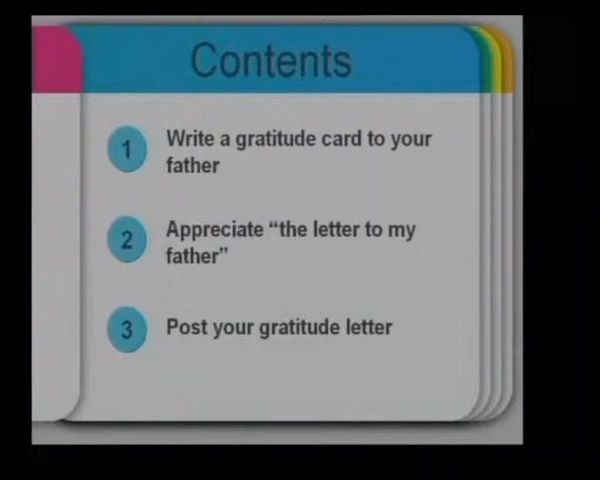 Contents
1 Write a gratitude card to your
father
2 Appreciate “the letter to my
father”
3 Post your gratitude letter